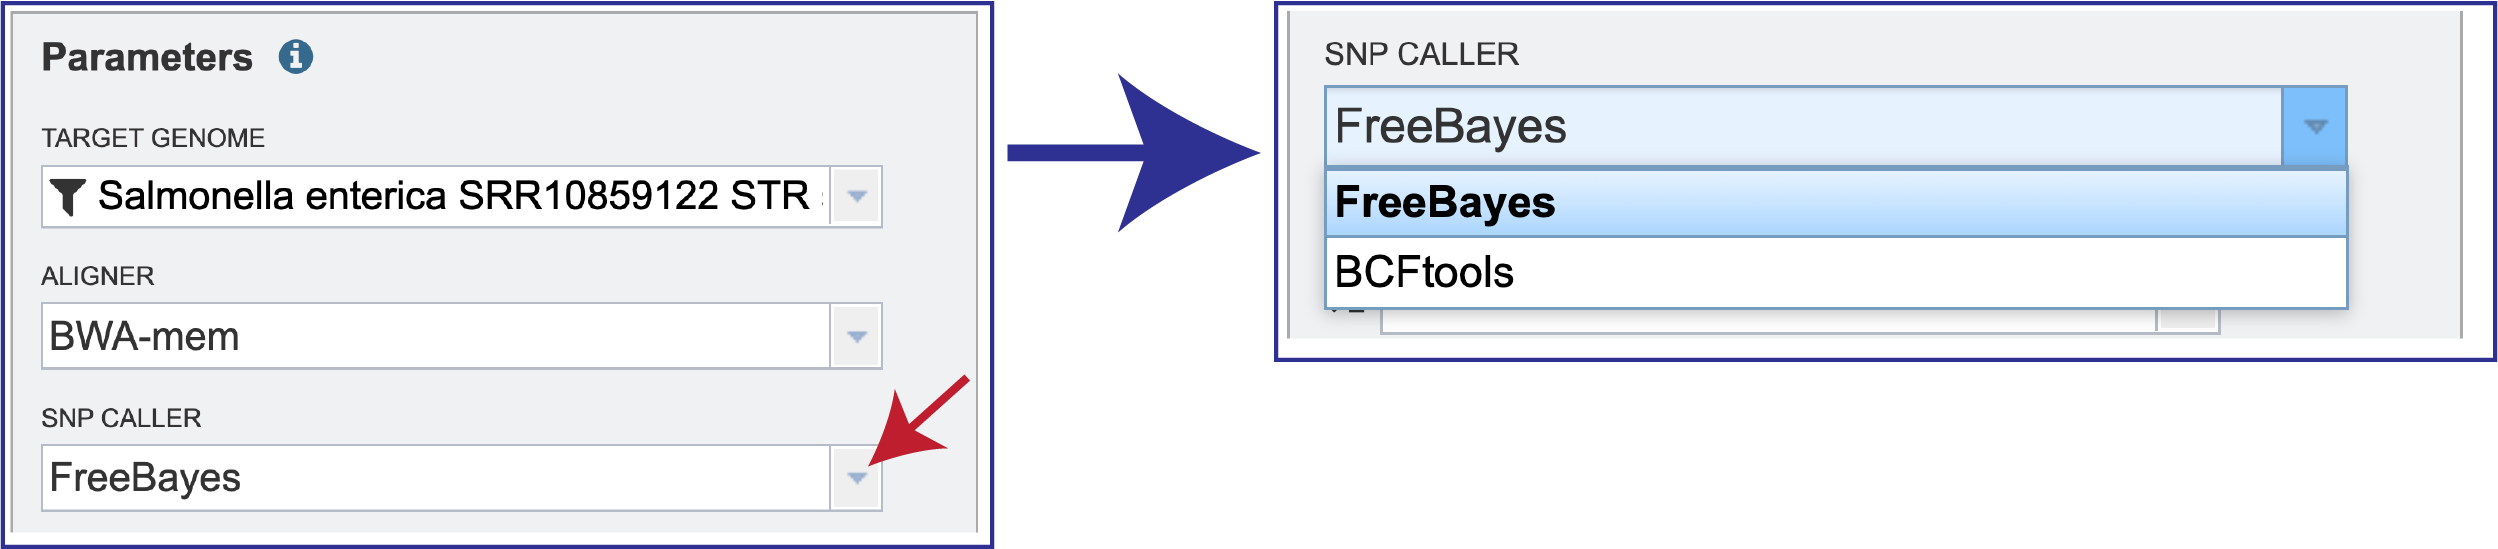 Parameters
TARGET GENOME
Salmonella enterica SRR10859122 STR
ALIGNER
BWA-mem
SNP CALLER
FreeBayes
SNP CALLER
FreeBayes
FreeBayes
BCFtools